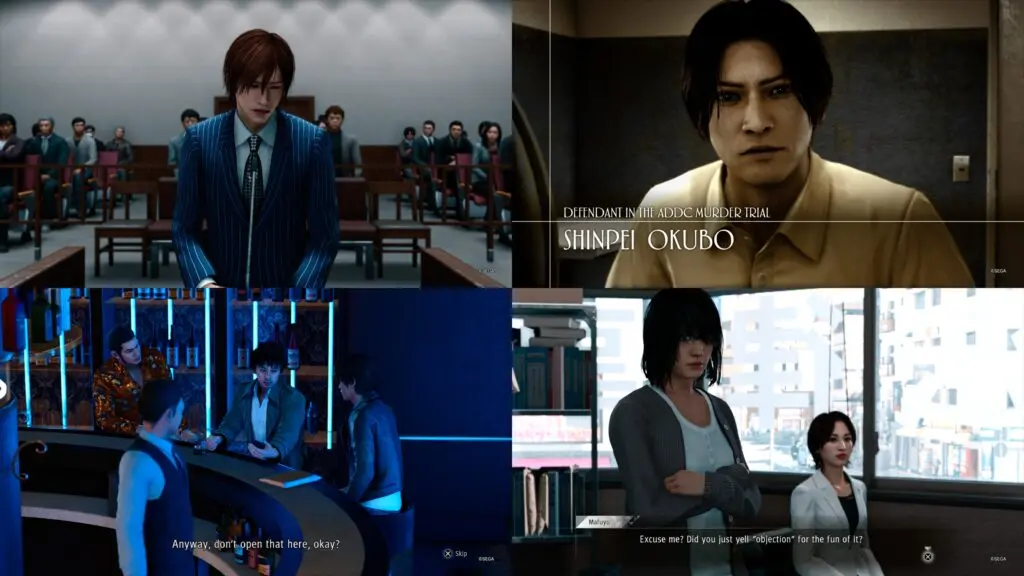 ©SEGA
DEFENDANT IN THE ADDC MURDER TRIAL
SHINPEI OKUBO
©SEGA
Anyway, don't open that here, okay?
Skip
©SEGA
Mafuyu
Excuse me? Did you just yell "objection" for the fun of it?
©SEGA